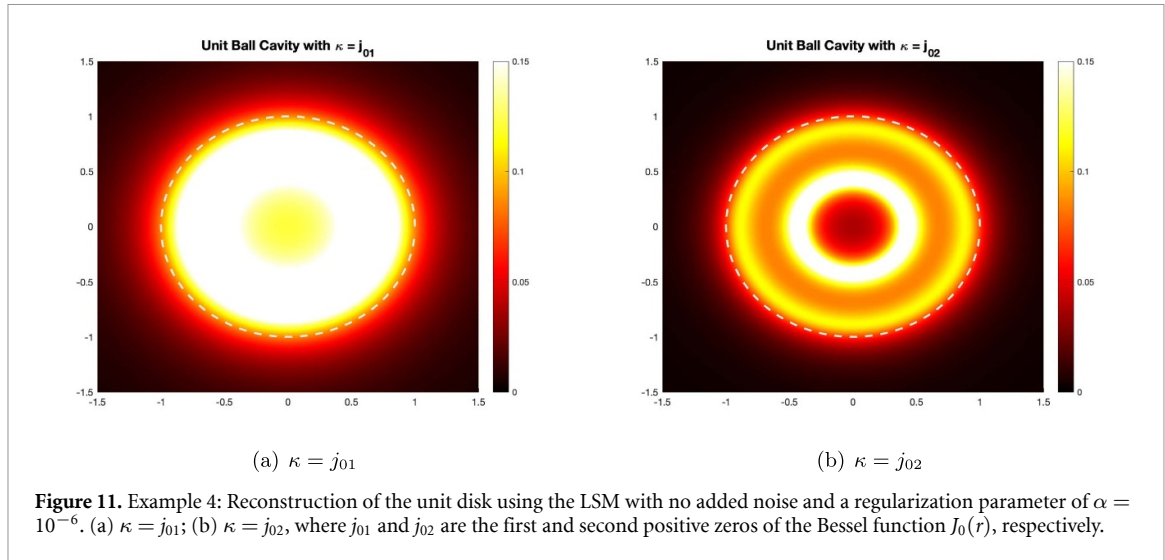 Unit Ball Cavity with κ = j₀₁
1.5
1
0.5
0
-0.5
-1
-1.5
-1.5 -1 -0.5 0 0.5 1 1.5
0.15
0.1
0.05
0
(a) κ = j₀₁
Unit Ball Cavity with κ = j₀₂
1.5
1
0.5
0
-0.5
-1
-1.5
-1.5 -1 -0.5 0 0.5 1 1.5
0.15
0.1
0.05
0
(b) κ = j₀₂
Figure 11. Example 4: Reconstruction of the unit disk using the LSM with no added noise and a regularization parameter of α =
10⁻⁶. (a) κ = j₀₁; (b) κ = j₀₂, where j₀₁ and j₀₂ are the first and second positive zeros of the Bessel function J₀(r), respectively.